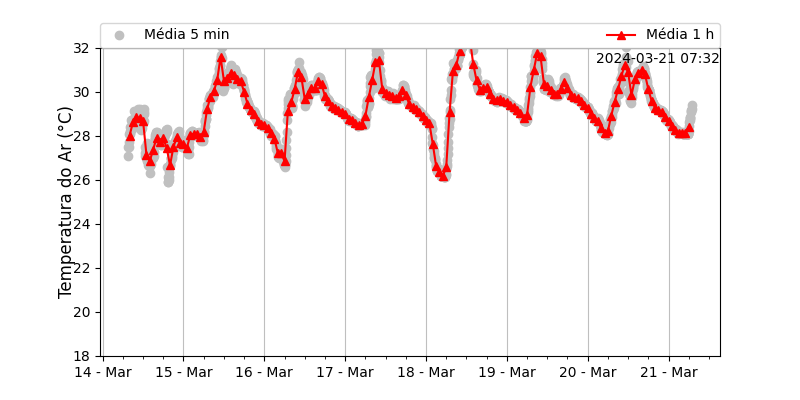 Média 5 min
Média 1 h
2024-03-21 07:32
Temperatura do Ar (°C)
32
30
28
26
24
22
20
18
14 - Mar
15 - Mar
16 - Mar
17 - Mar
18 - Mar
19 - Mar
20 - Mar
21 - Mar